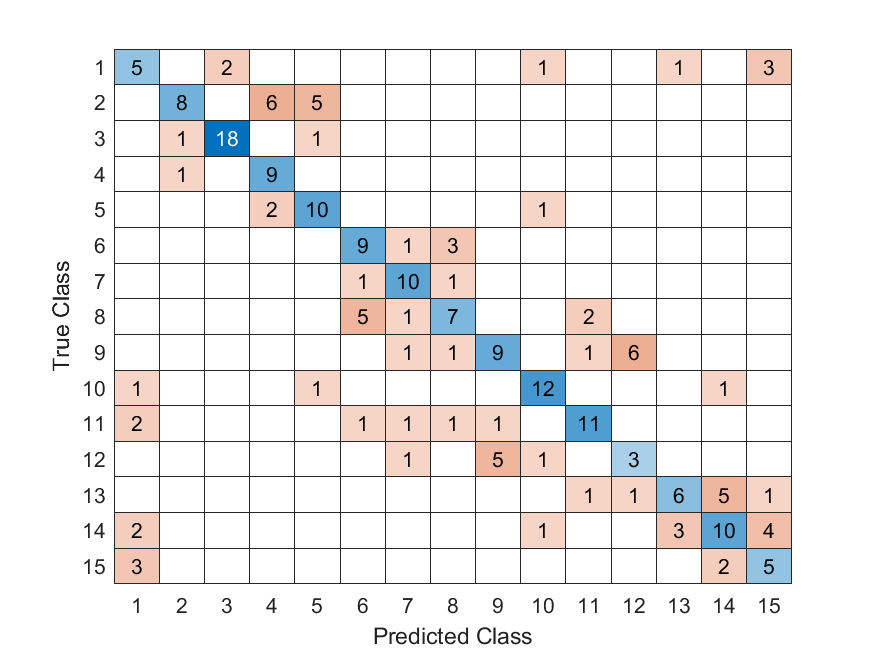 1 5 2 1 1 3
2 8 6 5
3 1 18 1
4 1 9
5 2 10 1
6 9 1 3
7 1 10 1
8 5 1 7 2
9 1 1 9 1 6
10 1 1 12 1
11 2 1 1 1 1 11
12 1 5 1 3
13 1 1 6 5 1
14 2 1 3 10 4
15 3 2 5
1 2 3 4 5 6 7 8 9 10 11 12 13 14 15
Predicted Class
True Class